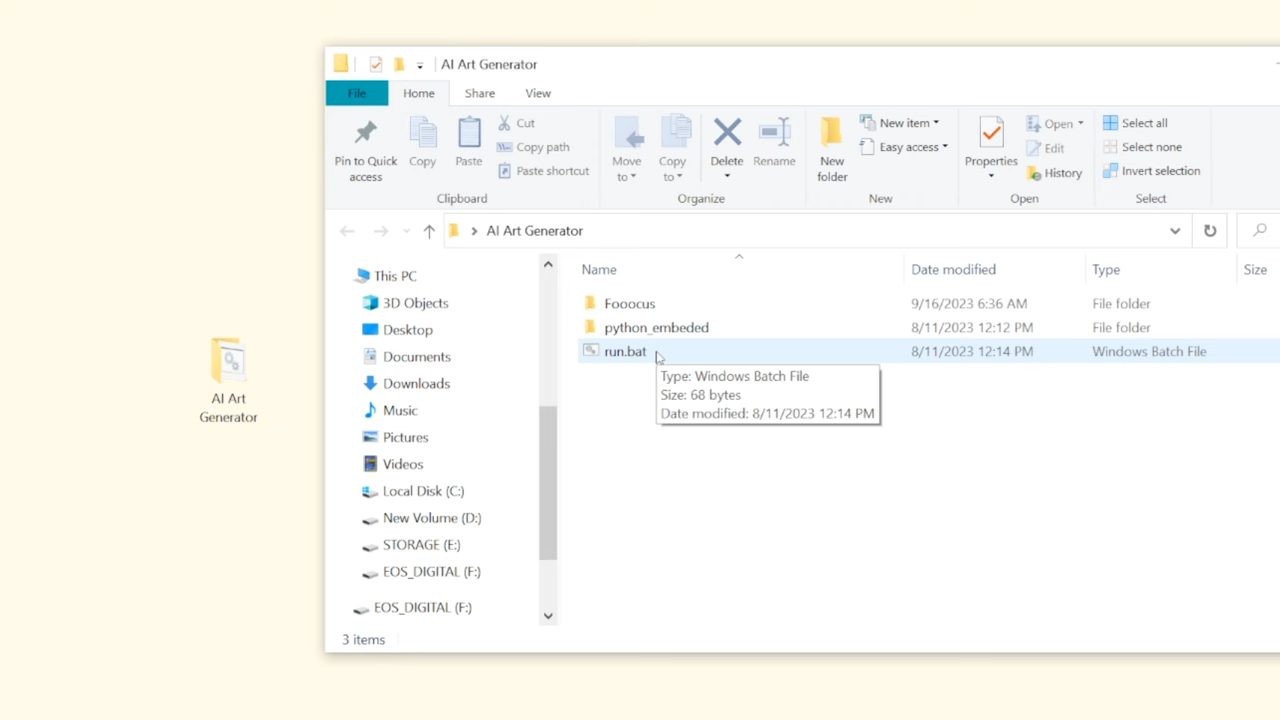 AI Art Generator
File
Home
Share
View
Pin to Quick
access
Copy
Paste
Cut
Copy path
Paste shortcut
Clipboard
Move
to
Copy
to
Delete
Rename
Organize
New
folder
New item
Easy access
New
Properties
Open
Edit
History
Open
Select all
Select none
Invert selection
Select
AI Art Generator
This PC
3D Objects
Desktop
Documents
Downloads
Music
Pictures
Videos
Local Disk (C:)
New Volume (D:)
STORAGE (E:)
EOS_DIGITAL (F:)
EOS_DIGITAL (F:)
Name
Date modified
Type
Size
Fooocus
9/16/2023 6:36 AM
File folder
python_embeded
8/11/2023 12:12 PM
File folder
run.bat
8/11/2023 12:14 PM
Windows Batch File
Type: Windows Batch File
Size: 68 bytes
Date modified: 8/11/2023 12:14 PM
3 items
AI Art
Generator